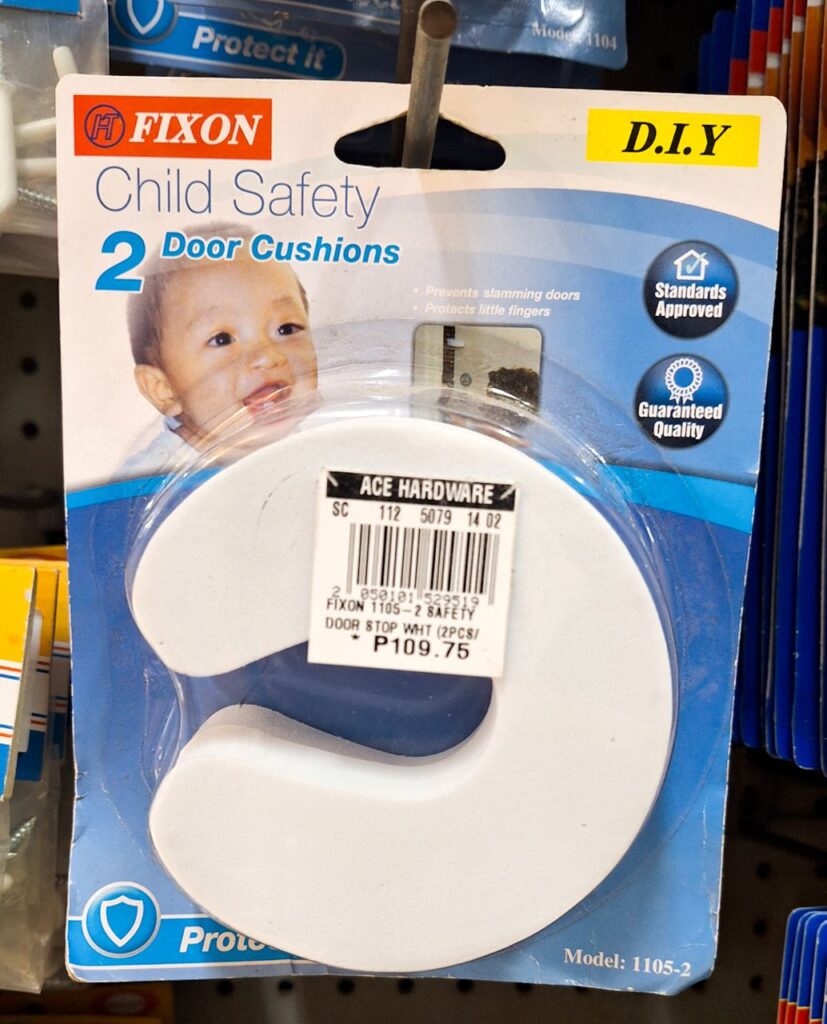 Protect it
Model: 1104
FIXON
D.I.Y
Child Safety
2 Door Cushions
• Prevents slamming doors
• Protects little fingers
Standards
Approved
Guaranteed
Quality
ACE HARDWARE
SC 112 5079 14 02
2 050101 529519
FIXON 1105-2 SAFETY
DOOR STOP WHT (2PCS/
* P109.75
Model: 1105-2